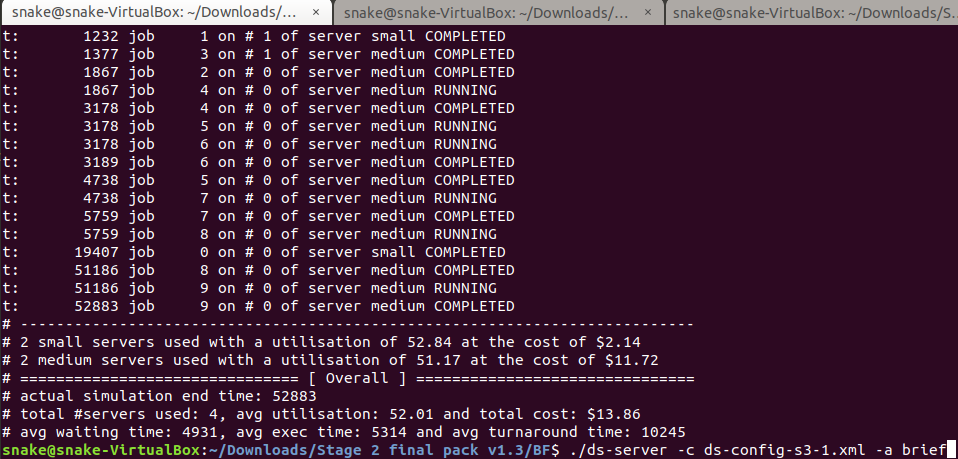 snake@snake-VirtualBox: ~/Downloads/... × snake@snake-VirtualBox: ~/Downloads/... × snake@snake-VirtualBox: ~/Downloads/S...
t: 1232 job 1 on # 1 of server small COMPLETED
t: 1377 job 3 on # 1 of server medium COMPLETED
t: 1867 job 2 on # 0 of server medium COMPLETED
t: 1867 job 4 on # 0 of server medium RUNNING
t: 3178 job 4 on # 0 of server medium COMPLETED
t: 3178 job 5 on # 0 of server medium RUNNING
t: 3178 job 6 on # 0 of server medium RUNNING
t: 3189 job 6 on # 0 of server medium COMPLETED
t: 4738 job 5 on # 0 of server medium COMPLETED
t: 4738 job 7 on # 0 of server medium RUNNING
t: 5759 job 7 on # 0 of server medium COMPLETED
t: 5759 job 8 on # 0 of server medium RUNNING
t: 19407 job 0 on # 0 of server small COMPLETED
t: 51186 job 8 on # 0 of server medium COMPLETED
t: 51186 job 9 on # 0 of server medium RUNNING
t: 52883 job 9 on # 0 of server medium COMPLETED
# ---------------------------------------------------------------------------
# 2 small servers used with a utilisation of 52.84 at the cost of $2.14
# 2 medium servers used with a utilisation of 51.17 at the cost of $11.72
# =============================== [ Overall ] ===============================
# actual simulation end time: 52883
# total #servers used: 4, avg utilisation: 52.01 and total cost: $13.86
# avg waiting time: 4931, avg exec time: 5314 and avg turnaround time: 10245
snake@snake-VirtualBox:~/Downloads/Stage 2 final pack v1.3/BF$ ./ds-server -c ds-config-s3-1.xml -a brief